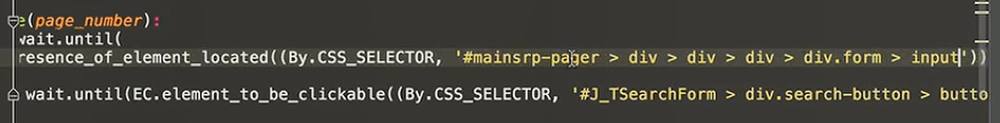 e(page_number):
wait.until(
resence_of_element_located((By.CSS_SELECTOR, '#mainsrp-pager > div > div > div > div.form > input'))
wait.until(EC.element_to_be_clickable((By.CSS_SELECTOR, '#J_TSearchForm > div.search-button > butto